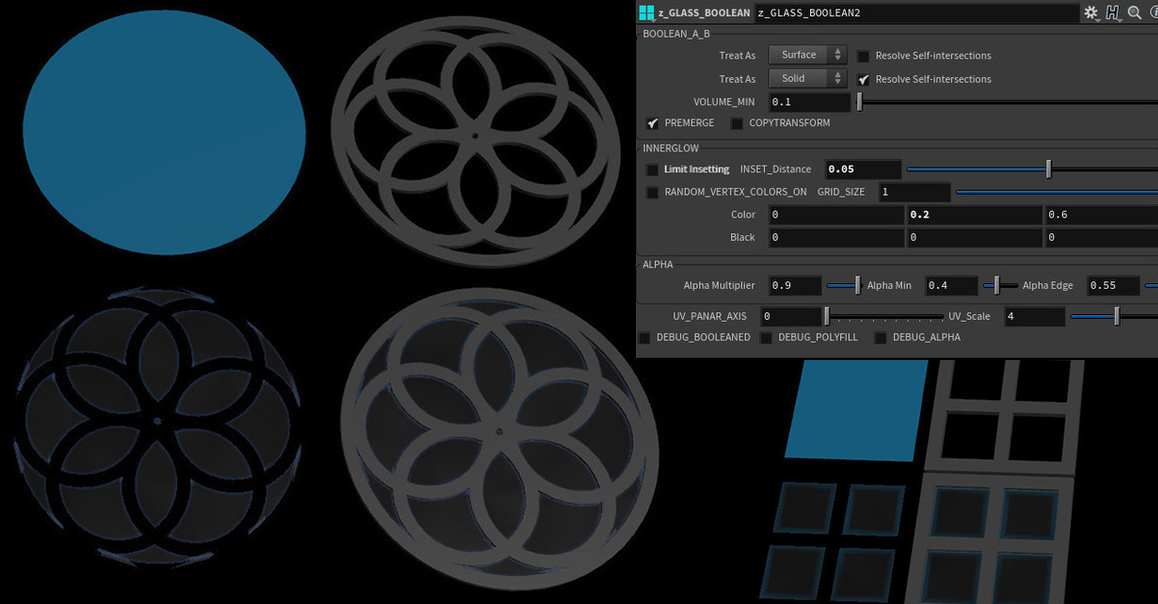 z_GLASS_BOOLEAN z_GLASS_BOOLEAN2
BOOLEAN_A_B
Treat As Surface Resolve Self-intersections
Treat As Solid Resolve Self-intersections
VOLUME_MIN 0.1
PREMERGE COPYTRANSFORM
INNERGLOW
Limit Insetting INSET_Distance 0.05
RANDOM_VERTEX_COLORS_ON GRID_SIZE 1
Color 0 0.2 0.6
Black 0 0 0
ALPHA
Alpha Multiplier 0.9 Alpha Min 0.4 Alpha Edge 0.55
UV_PANAR_AXIS 0 UV_Scale 4
DEBUG_BOOLEANED DEBUG_POLYFILL DEBUG_ALPHA